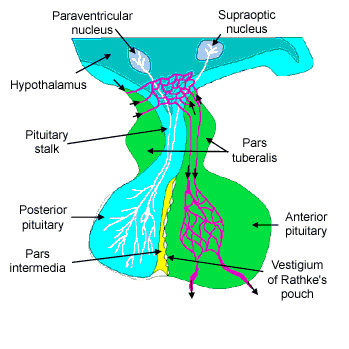 Paraventricular
nucleus
Supraoptic
nucleus
Hypothalamus
Pituitary
stalk
Pars
tuberalis
Posterior
pituitary
Anterior
pituitary
Pars
intermedia
Vestigium
of Rathke's
pouch